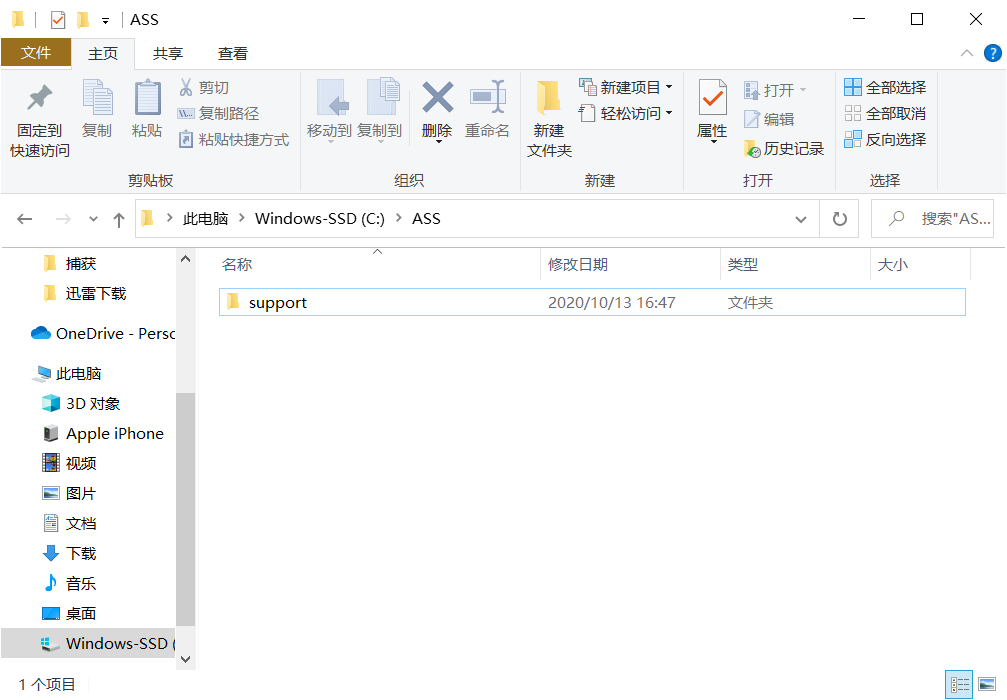 ASS
文件 主页 共享 查看
固定到
快速访问
复制
粘贴
剪切
复制路径
粘贴快捷方式
剪贴板
移动到 复制到 删除 重命名
组织
新建
文件夹
新建项目
轻松访问
新建
属性
打开
编辑
历史记录
打开
全部选择
全部取消
反向选择
选择
此电脑 > Windows-SSD (C:) > ASS
搜索"AS...
捕获
迅雷下载
OneDrive - Persc
此电脑
3D 对象
Apple iPhone
视频
图片
文档
下载
音乐
桌面
Windows-SSD (
名称 修改日期 类型 大小
support 2020/10/13 16:47 文件夹
1 个项目